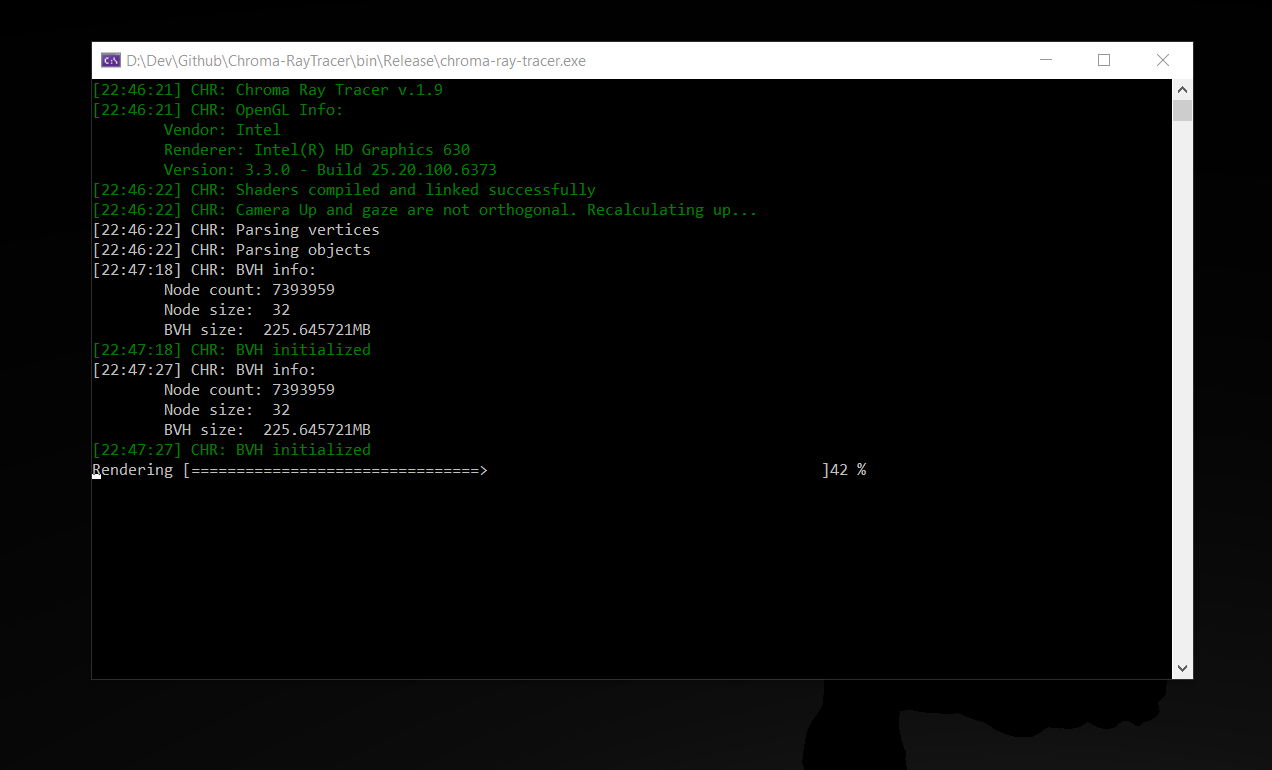 D:\Dev\Github\Chroma-RayTracer\bin\Release\chroma-ray-tracer.exe
[22:46:21] CHR: Chroma Ray Tracer v.1.9
[22:46:21] CHR: OpenGL Info:
        Vendor: Intel
        Renderer: Intel(R) HD Graphics 630
        Version: 3.3.0 - Build 25.20.100.6373
[22:46:22] CHR: Shaders compiled and linked successfully
[22:46:22] CHR: Camera Up and gaze are not orthogonal. Recalculating up...
[22:46:22] CHR: Parsing vertices
[22:46:22] CHR: Parsing objects
[22:47:18] CHR: BVH info:
        Node count: 7393959
        Node size:  32
        BVH size:  225.645721MB
[22:47:18] CHR: BVH initialized
[22:47:27] CHR: BVH info:
        Node count: 7393959
        Node size:  32
        BVH size:  225.645721MB
[22:47:27] CHR: BVH initialized
Rendering [================================>                                     ]42 %